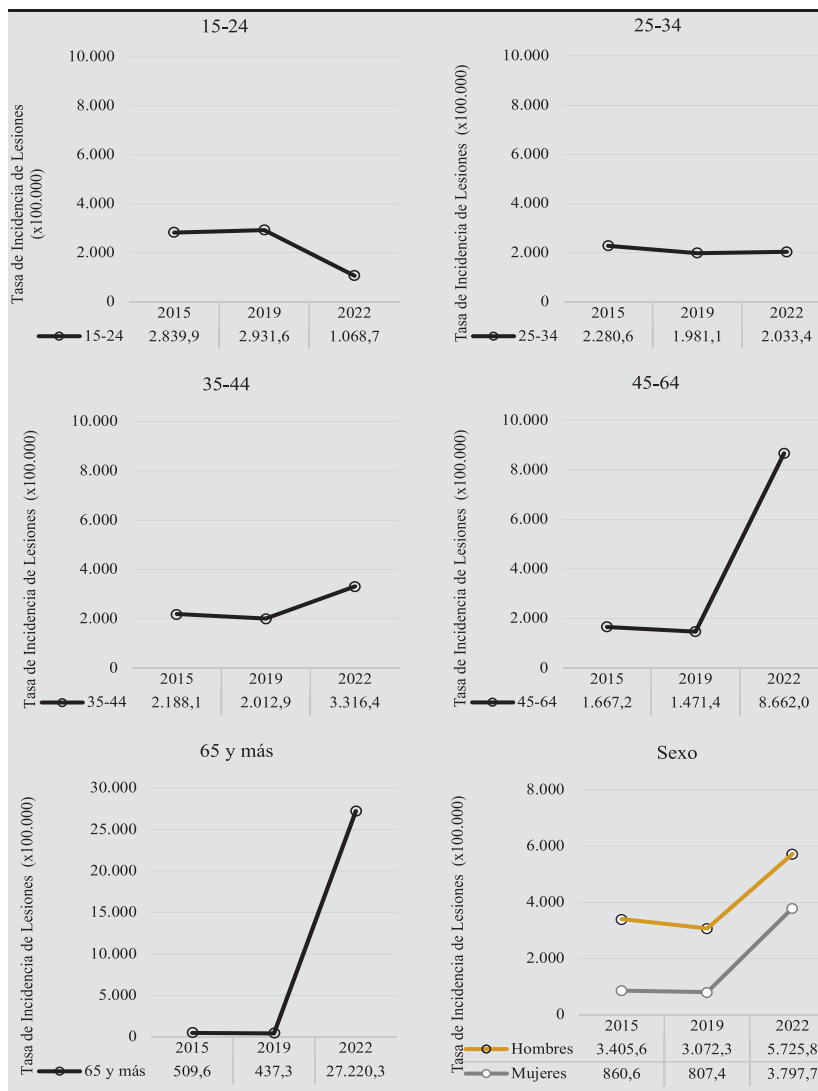 15-24
Tasa de Incidencia de Lesiones
(x100.000)
10.000
8.000
6.000
4.000
2.000
0
2015 2019 2022
15-24 2.839,9 2.931,6 1.068,7
25-34
Tasa de Incidencia de Lesiones (x100.000)
10.000
8.000
6.000
4.000
2.000
0
2015 2019 2022
25-34 2.280,6 1.981,1 2.033,4
35-44
Tasa de Incidencia de Lesiones (x100.000)
10.000
8.000
6.000
4.000
2.000
0
2015 2019 2022
35-44 2.188,1 2.012,9 3.316,4
45-64
Tasa de Incidencia de Lesiones (x100.000)
10.000
8.000
6.000
4.000
2.000
0
2015 2019 2022
45-64 1.667,2 1.471,4 8.662,0
65 y más
Tasa de Incidencia de Lesiones (x100.000)
30.000
25.000
20.000
15.000
10.000
5.000
0
2015 2019 2022
65 y más 509,6 437,3 27.220,3
Sexo
Tasa de Incidencia de Lesiones (x100.000)
8.000
6.000
4.000
2.000
0
2015 2019 2022
Hombres 3.405,6 3.072,3 5.725,8
Mujeres 860,6 807,4 3.797,7